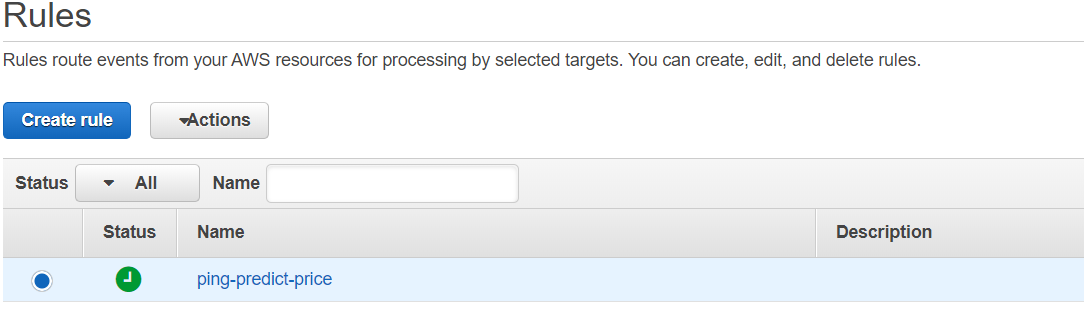 Rules
Rules route events from your AWS resources for processing by selected targets. You can create, edit, and delete rules.
Create rule Actions
Status All Name
Status Name Description
ping-predict-price